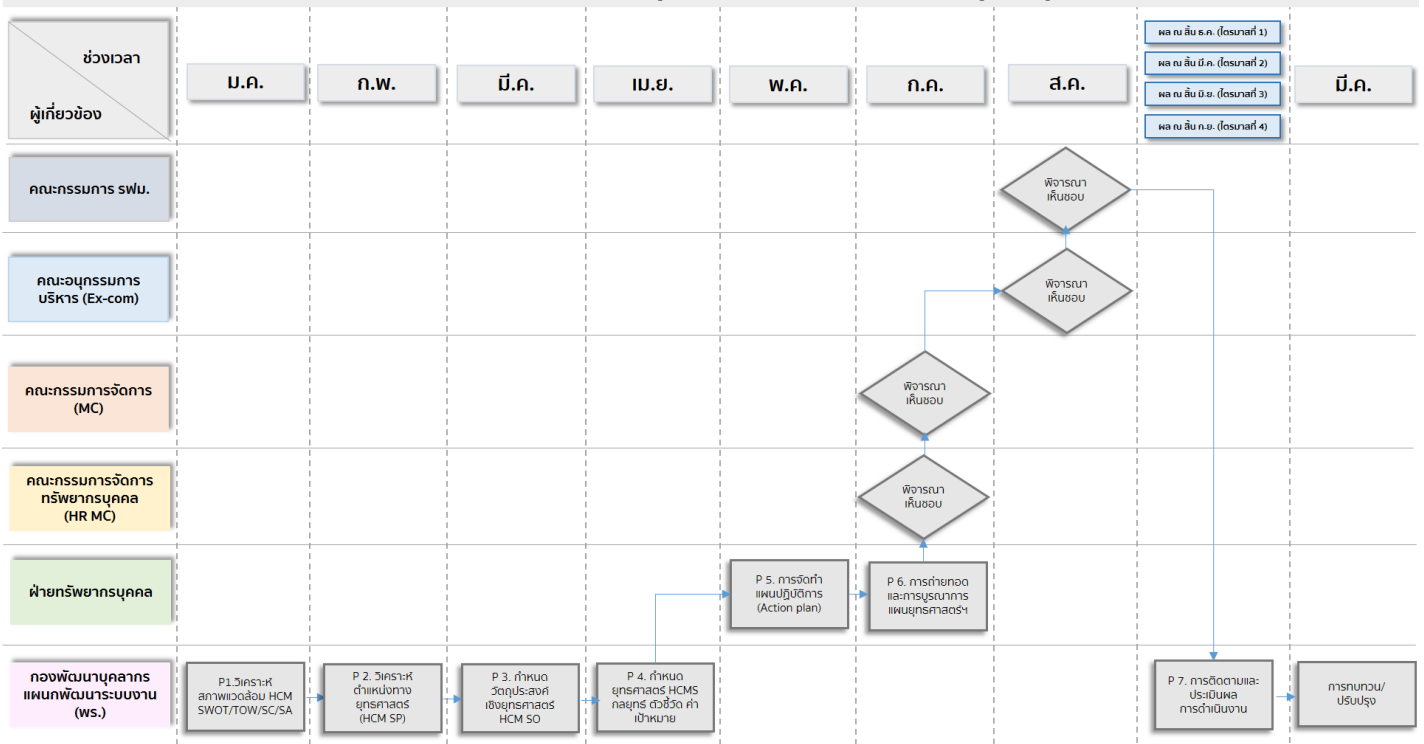 ช่วงเวลา
ผู้เกี่ยวข้อง
ม.ค.
ก.พ.
มี.ค.
เม.ย.
พ.ค.
ก.ค.
ส.ค.
ผล ณ สิ้น ธ.ค. (ไตรมาสที่ 1)
ผล ณ สิ้น มี.ค. (ไตรมาสที่ 2)
ผล ณ สิ้น มิ.ย. (ไตรมาสที่ 3)
ผล ณ สิ้น ก.ย. (ไตรมาสที่ 4)
มี.ค.
คณะกรรมการ รฟม.
พิจารณา
เห็นชอบ
คณะอนุกรรมการ
บริหาร (Ex-com)
พิจารณา
เห็นชอบ
คณะกรรมการจัดการ
(MC)
พิจารณา
เห็นชอบ
คณะกรรมการจัดการ
ทรัพยากรบุคคล
(HR MC)
พิจารณา
เห็นชอบ
ฝ่ายทรัพยากรบุคคล
P 5. การจัดทำ
แผนปฏิบัติการ
(Action plan)
P 6. การถ่ายทอด
และการบูรณาการ
แผนยุทธศาสตร์ฯ
กองพัฒนาบุคลากร
แผนกพัฒนาระบบงาน
(พร.)
P1.วิเคราะห์
สภาพแวดล้อม HCM
SWOT/TOW/SC/SA
P 2. วิเคราะห์
ตำแหน่งทาง
ยุทธศาสตร์
(HCM SP)
P 3. กำหนด
วัตถุประสงค์
เชิงยุทธศาสตร์
HCM SO
P 4. กำหนด
ยุทธศาสตร์ HCMS
กลยุทธ์ ตัวชี้วัด ค่า
เป้าหมาย
P 7. การติดตามและ
ประเมินผล
การดำเนินงาน
การทบทวน/
ปรับปรุง